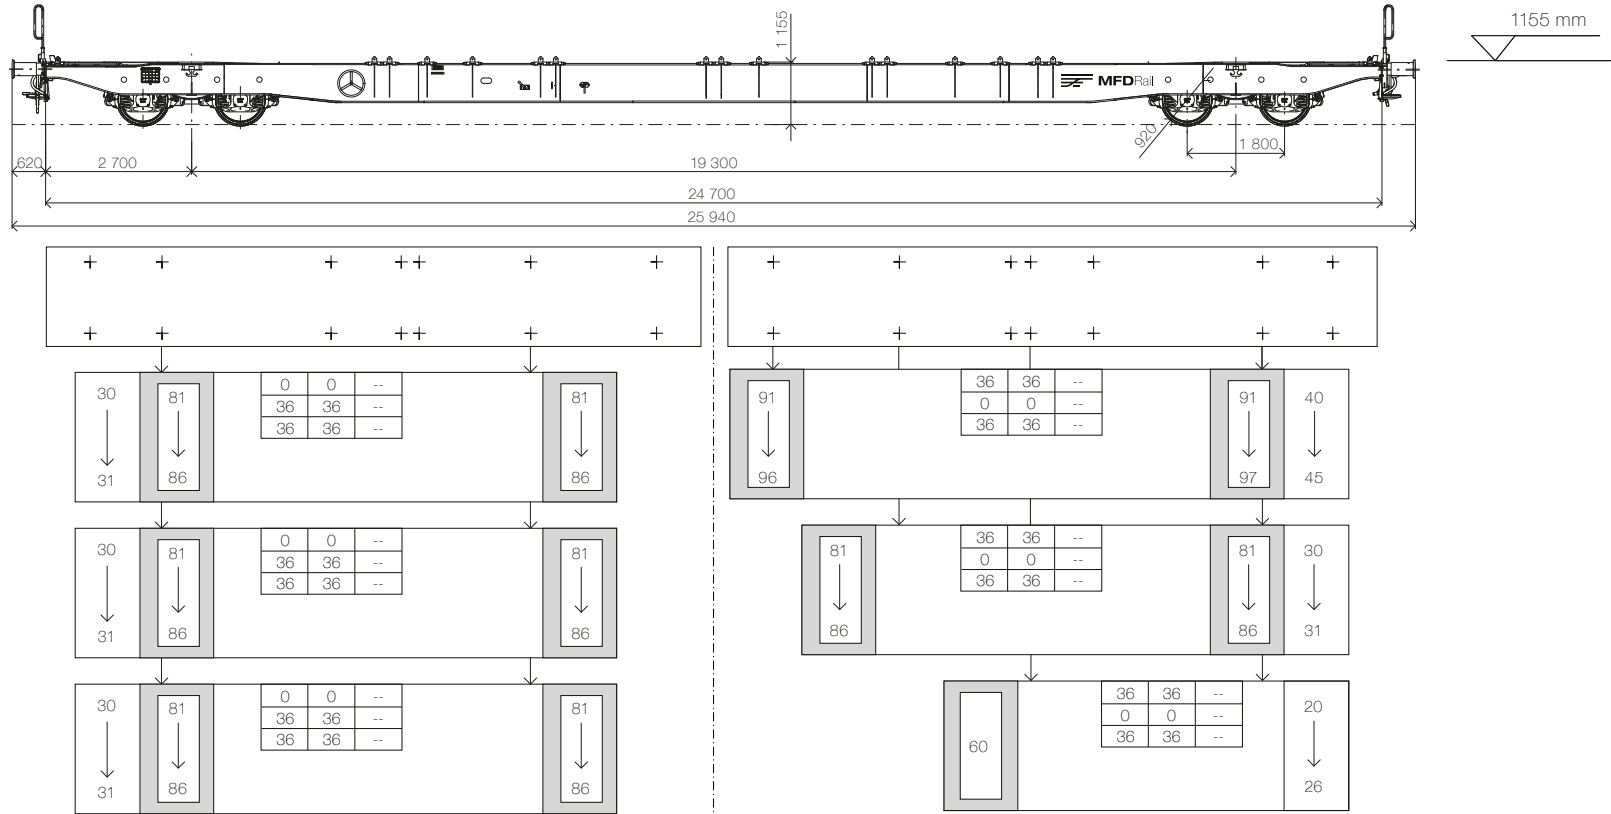 1155 mm
1 155
MFDRail
920
1 800
620
2 700
19 300
24 700
25 940
30 81 0 0 -- 81
36 36 --
36 36 --
31 86 86
30 81 0 0 -- 81
36 36 --
36 36 --
31 86 86
30 81 0 0 -- 81
36 36 --
36 36 --
31 86 86
91 36 36 -- 91 40
0 0 --
36 36 --
96 97 45
81 36 36 -- 81 30
0 0 --
36 36 --
86 86 31
36 36 -- 20
0 0 --
60 36 36 --
26